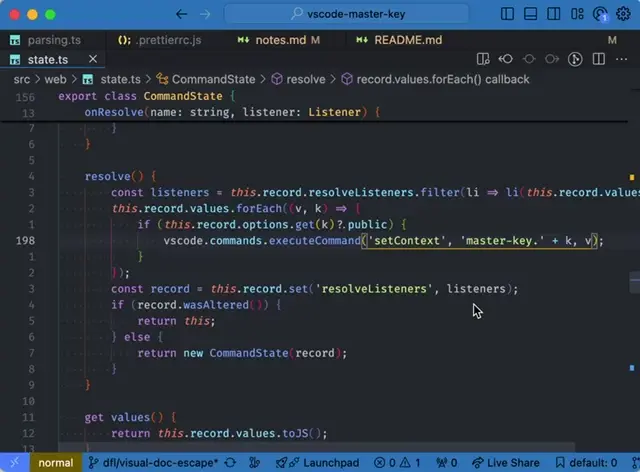 vscode-master-key
TS parsing.ts {·} .prettierrc.js M↓ notes.md M M↓ README.md M
TS state.ts
src > web > TS state.ts > CommandState > resolve > record.values.forEach() callback
156 export class CommandState {
13 onResolve(name: string, listener: Listener) {
7 }
6 }
5
4 resolve() {
3 const listeners = this.record.resolveListeners.filter(li => li(this.record.values
2 this.record.values.forEach((v, k) => {
1 if (this.record.options.get(k)?.public) {
198 vscode.commands.executeCommand('setContext', 'master-key.' + k, v);
1 }
2 });
3 const record = this.record.set('resolveListeners', listeners);
4 if (record.wasAltered()) {
5 return this;
6 } else {
7 return new CommandState(record);
8 }
9 }
10
11 get values() {
12 return this.record.values.toJS();
13 }
normal dfl/visual-doc-escape* Launchpad 0 1 0 Live Share default: 0